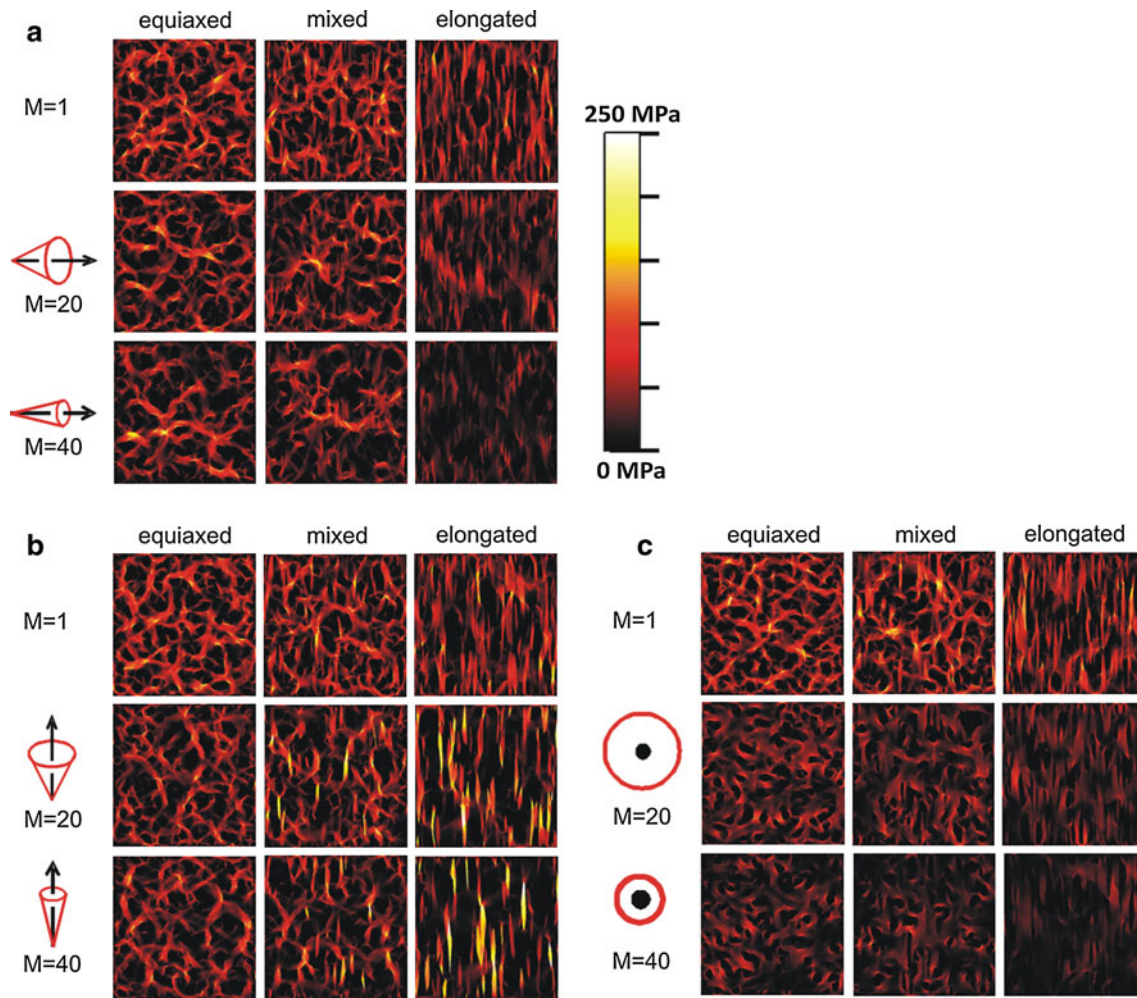 a
equiaxed mixed elongated
M=1
M=20
M=40
250 MPa
0 MPa
b
equiaxed mixed elongated
M=1
M=20
M=40
c
equiaxed mixed elongated
M=1
M=20
M=40